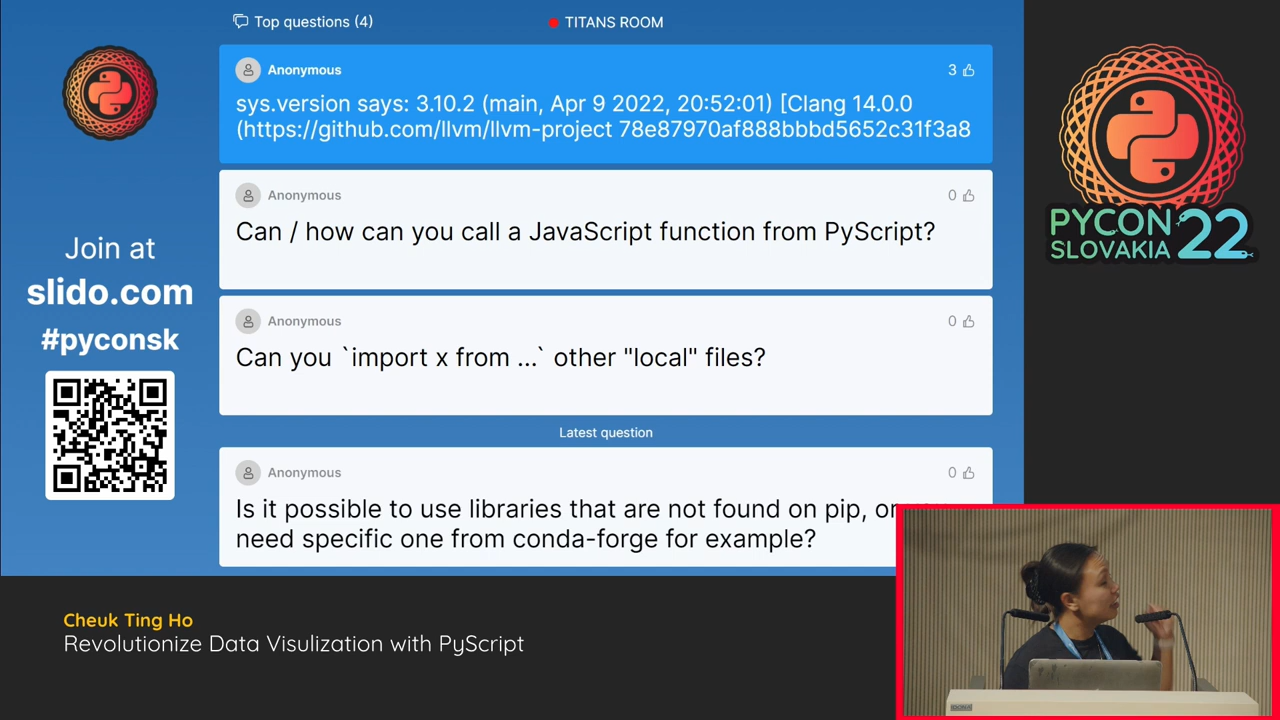 Top questions (4)
TITANS ROOM
Anonymous
3
sys.version says: 3.10.2 (main, Apr 9 2022, 20:52:01) [Clang 14.0.0
(https://github.com/llvm/llvm-project 78e87970af888bbbd5652c31f3a8
Anonymous
0
Can / how can you call a JavaScript function from PyScript?
Anonymous
0
Can you `import x from ...` other "local" files?
Latest question
Anonymous
0
Is it possible to use libraries that are not found on pip, or
need specific one from conda-forge for example?
Join at
slido.com
#pyconsk
PYCON
SLOVAKIA
22
Cheuk Ting Ho
Revolutionize Data Visulization with PyScript